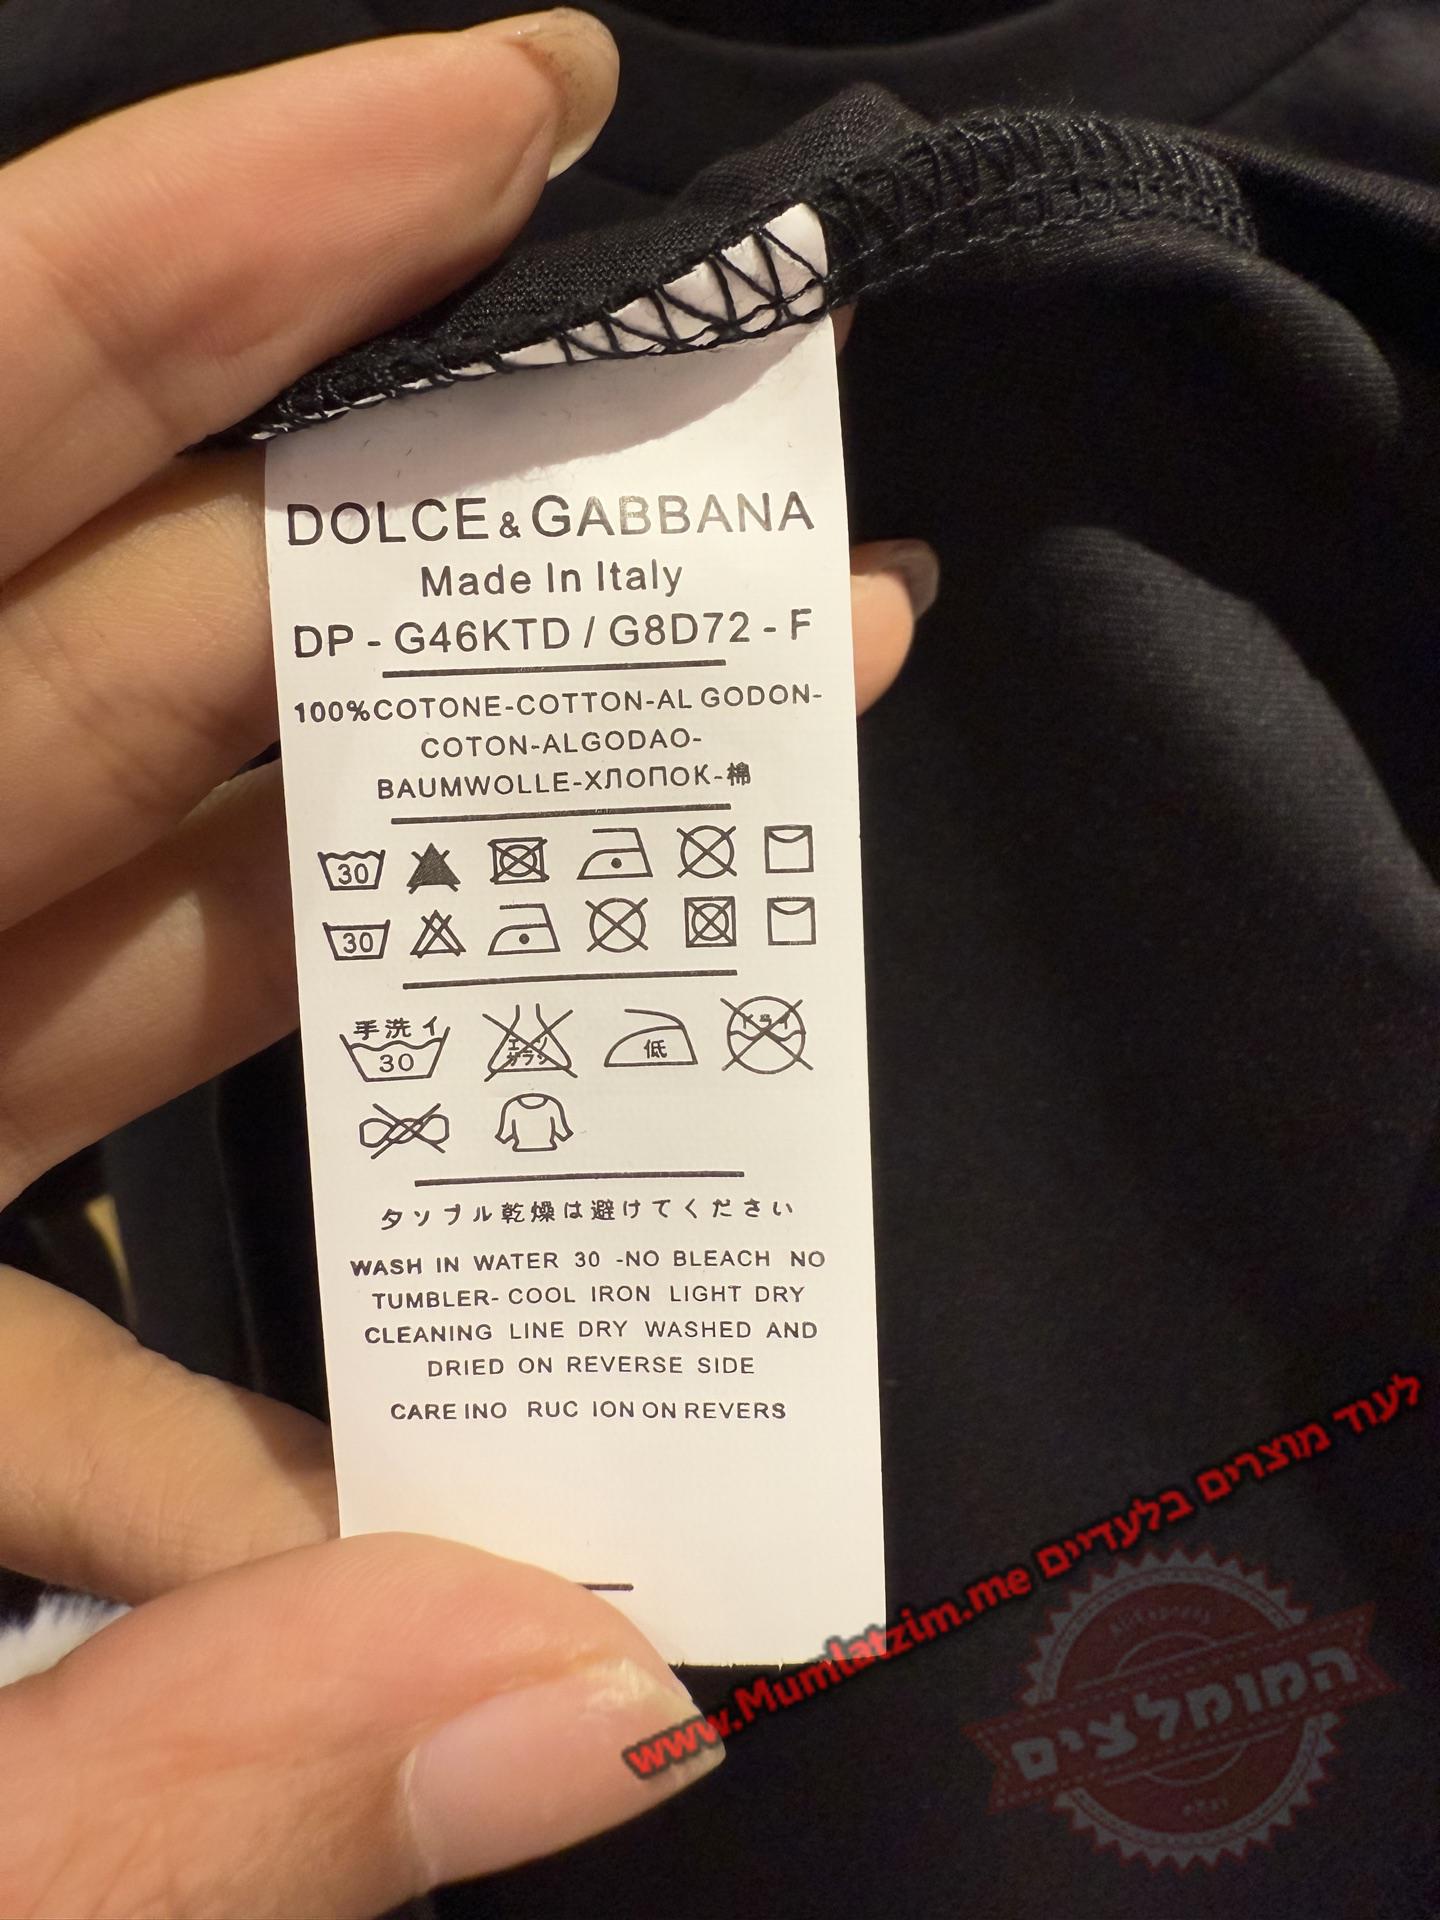 DOLCE & GABBANA
Made In Italy
DP - G46KTD / G8D72 - F
100%COTONE-COTTON-AL GODON-
COTON-ALGODAO-
BAUMWOLLE-ХЛОПОК-棉
30
30
手洗イ
30
低
タソブル乾燥は避けてください
WASH IN WATER 30 -NO BLEACH NO
TUMBLER- COOL IRON LIGHT DRY
CLEANING LINE DRY WASHED AND
DRIED ON REVERSE SIDE
CARE INO RUC ION ON REVERS
לעוד מוצרים בלעדיים www.Mumlatzim.me
המומלצים